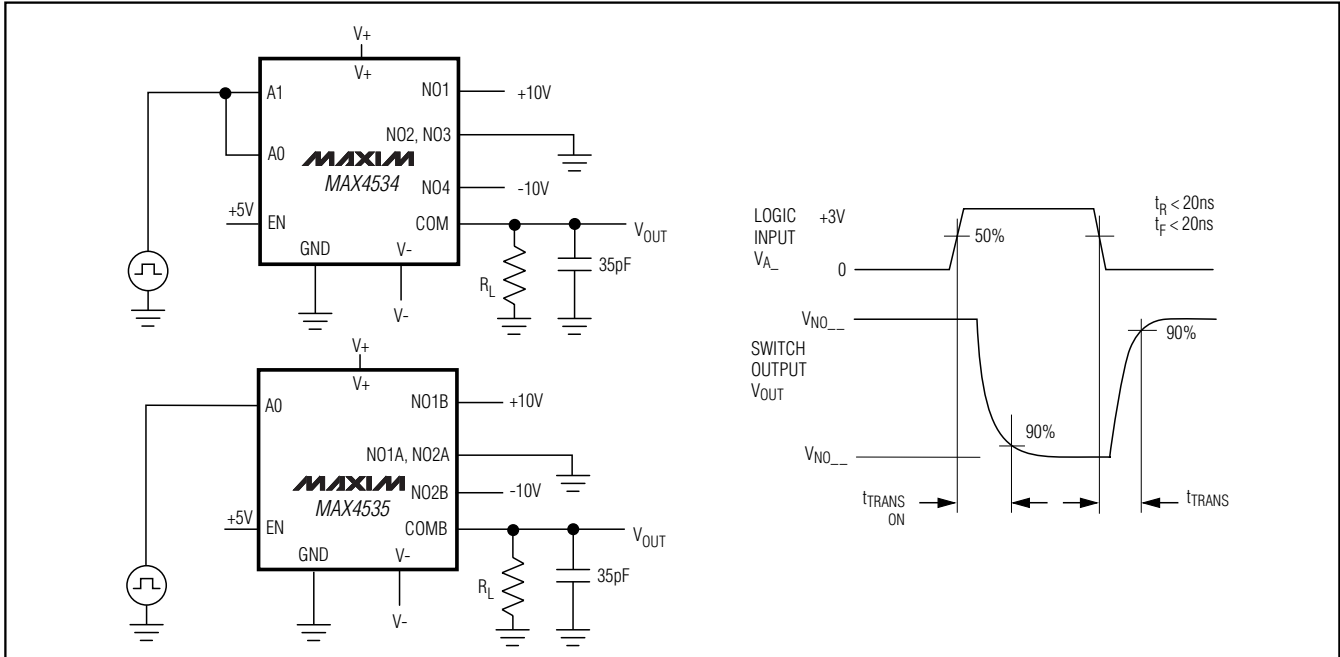 V+
V+
A1
NO1
+10V
NO2, NO3
A0
MAXIM
MAX4534
NO4
-10V
+5V
EN
COM
VOUT
GND
V-
RL
35pF
V-
V+
V+
A0
NO1B
+10V
NO1A, NO2A
MAXIM
MAX4535
NO2B
-10V
+5V
EN
COMB
VOUT
GND
V-
RL
35pF
V-
LOGIC
INPUT
VA_
+3V
50%
0
tR < 20ns
tF < 20ns
VNO__
SWITCH
OUTPUT
VOUT
90%
90%
VNO__
tTRANS
ON
tTRANS